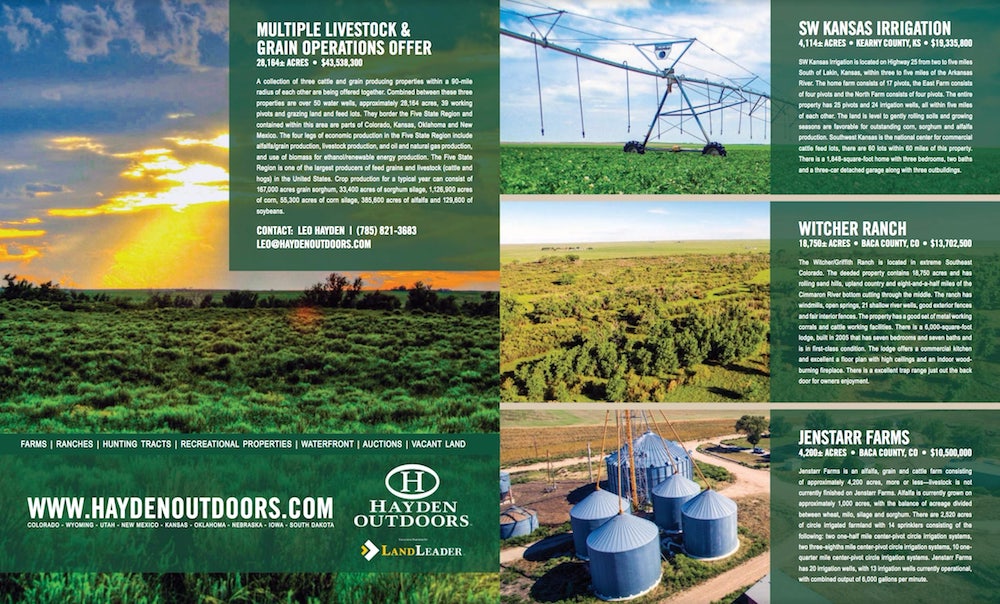 MULTIPLE LIVESTOCK &
GRAIN OPERATIONS OFFER
28,164± ACRES • $43,538,300
A collection of three cattle and grain producing properties within a 90-mile
radius of each other are being offered together. Combined between these three
properties are over 50 water wells, approximately 28,164 acres, 39 working
pivots and grazing land and feed lots. They border the Five State Region and
contained within this area are parts of Colorado, Kansas, Oklahoma and New
Mexico. The four legs of economic production in the Five State Region include
alfalfa/grain production, livestock production, and oil and natural gas production,
and use of biomass for ethanol/renewable energy production. The Five State
Region is one of the largest producers of feed grains and livestock (cattle and
hogs) in the United States. Crop production for a typical year can consist of
167,000 acres grain sorghum, 33,400 acres of sorghum silage, 1,126,900 acres
of corn, 55,300 acres of corn silage, 385,600 acres of alfalfa and 129,600 of
soybeans.
CONTACT: LEO HAYDEN | (785) 821-3683
LEO@HAYDENOUTDOORS.COM
FARMS | RANCHES | HUNTING TRACTS | RECREATIONAL PROPERTIES | WATERFRONT | AUCTIONS | VACANT LAND
WWW.HAYDENOUTDOORS.COM
COLORADO - WYOMING - UTAH - NEW MEXICO - KANSAS - OKLAHOMA - NEBRASKA - IOWA - SOUTH DAKOTA
H
HAYDEN
OUTDOORS
LANDLEADER
SW KANSAS IRRIGATION
4,114± ACRES • KEARNY COUNTY, KS • $19,335,800
SW Kansas Irrigation is located on Highway 25 from two to five miles
South of Lakin, Kansas, within three to five miles of the Arkansas
River. The home farm consists of 17 pivots, the East Farm consists
of four pivots and the North Farm consists of four pivots. The entire
property has 25 pivots and 24 irrigation wells, all within five miles
of each other. The land is level to gently rolling soils and growing
seasons are favorable for outstanding corn, sorghum and alfalfa
production. Southwest Kansas is the national center for commercial
cattle feed lots, there are 60 lots within 60 miles of this property.
There is a 1,848-square-foot home with three bedrooms, two baths
and a three-car detached garage along with three outbuildings.
WITCHER RANCH
18,750± ACRES • BACA COUNTY, CO • $13,702,500
The Witcher/Griffith Ranch is located in extreme Southeast
Colorado. The deeded property contains 18,750 acres and has
rolling sand hills, upland country and eight-and-a-half miles of the
Cimmaron River bottom cutting through the middle. The ranch has
windmills, open springs, 21 shallow river wells, good exterior fences
and fair interior fences. The property has a good set of metal working
corrals and cattle working facilities. There is a 6,000-square-foot
lodge, built in 2005 that has seven bedrooms and seven baths and
is in first-class condition. The lodge offers a commercial kitchen
and excellent a floor plan with high ceilings and an indoor wood-
burning fireplace. There is a excellent trap range just out the back
door for owners enjoyment.
JENSTARR FARMS
4,200± ACRES • BACA COUNTY, CO • $10,500,000
Jenstarr Farms is an alfalfa, grain and cattle farm consisting
of approximately 4,200 acres, more or less—livestock is not
currently finished on Jenstarr Farms. Alfalfa is currently grown on
approximately 1,000 acres, with the balance of acreage divided
between wheat, milo, silage and sorghum. There are 2,520 acres
of circle irrigated farmland with 14 sprinklers consisting of the
following: two one-half mile center-pivot circle irrigation systems,
two three-eighths mile center-pivot circle irrigation systems, 10 one-
quarter mile center-pivot circle irrigation systems. Jenstarr Farms
has 20 irrigation wells, with 13 irrigation wells currently operational,
with combined output of 6,000 gallons per minute.